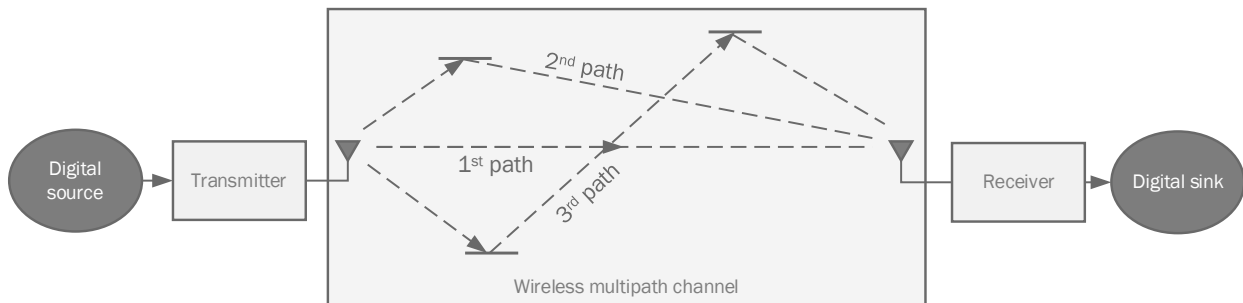 Digital
source
Transmitter
2nd path
1st path
3rd path
Wireless multipath channel
Receiver
Digital sink